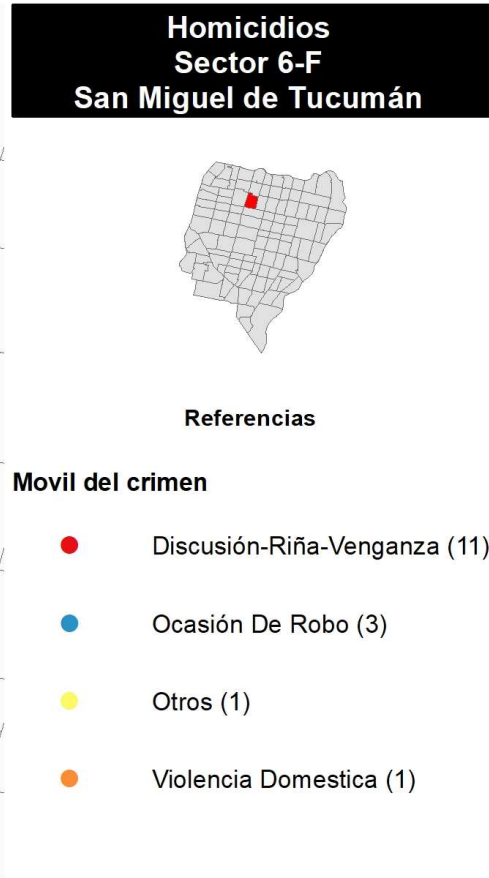 Homicidios
Sector 6-F
San Miguel de Tucumán
Referencias
Movil del crimen
Discusión-Riña-Venganza (11)
Ocasión De Robo (3)
Otros (1)
Violencia Domestica (1)